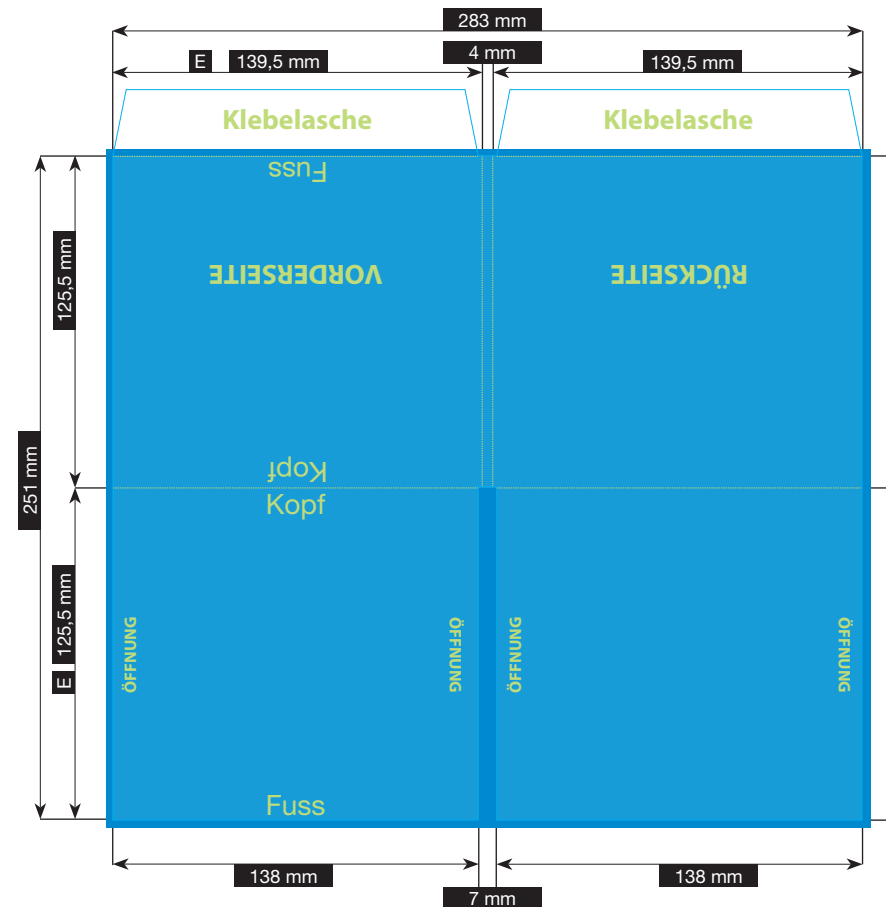 283 mm
4 mm
E 139,5 mm
139,5 mm
Klebelasche
Klebelasche
Fuss
VORDERSEITE
RÜCKSEITE
125,5 mm
251 mm
Kopf
Kopf
125,5 mm
E
ÖFFNUNG
ÖFFNUNG
ÖFFNUNG
ÖFFNUNG
Fuss
138 mm
138 mm
7 mm